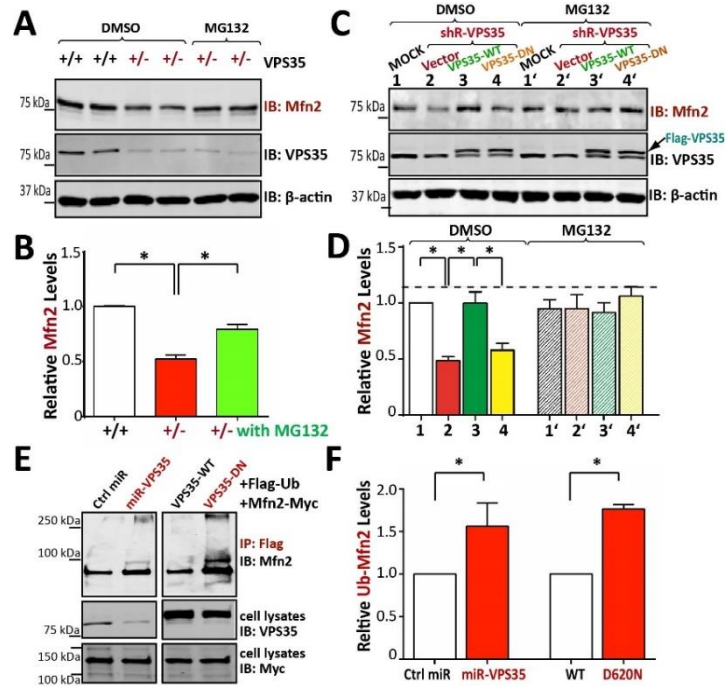 A
DMSO
MG132
+/+ +/+ +/- +/- +/- +/- VPS35
75 kDa
IB: Mfn2
75 kDa
IB: VPS35
37 kDa
IB: β-actin
B
Relative Mfn2 Levels
1.5
1.0
0.5
0.0
* *
+/+ +/- +/- with MG132
C
DMSO
MG132
shR-VPS35 shR-VPS35
MOCK Vector VPS35-WT VPS35-DN MOCK Vector VPS35-WT VPS35-DN
1 2 3 4 1‘ 2‘ 3‘ 4‘
75 kDa
IB: Mfn2
Flag-VPS35
75 kDa
IB: VPS35
37 kDa
IB: β-actin
D
DMSO
MG132
Relative Mfn2 Levels
1.5
1.0
0.5
0.0
* * *
1 2 3 4 1‘ 2‘ 3‘ 4‘
E
Ctrl miR miR-VPS35 VPS35-WT VPS35-DN
+Flag-Ub
+Mfn2-Myc
250 kDa
100 kDa
IP: Flag
IB: Mfn2
75 kDa
cell lysates
IB: VPS35
150 kDa
100 kDa
cell lysates
IB: Myc
F
Reltive Ub-Mfn2 Levels
2.0
1.5
1.0
0.5
0.0
* *
Ctrl miR miR-VPS35 WT D620N